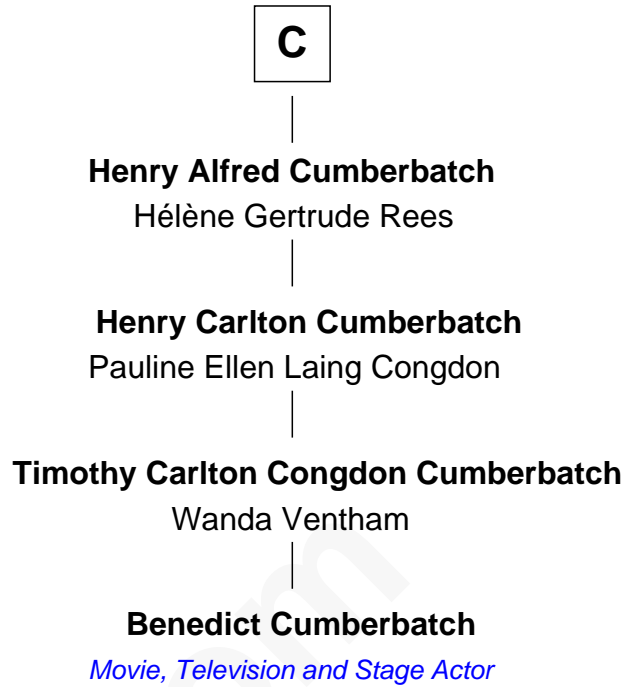 C
Henry Alfred Cumberbatch
Hélène Gertrude Rees
Henry Carlton Cumberbatch
Pauline Ellen Laing Congdon
Timothy Carlton Congdon Cumberbatch
Wanda Ventham
Benedict Cumberbatch
Movie, Television and Stage Actor